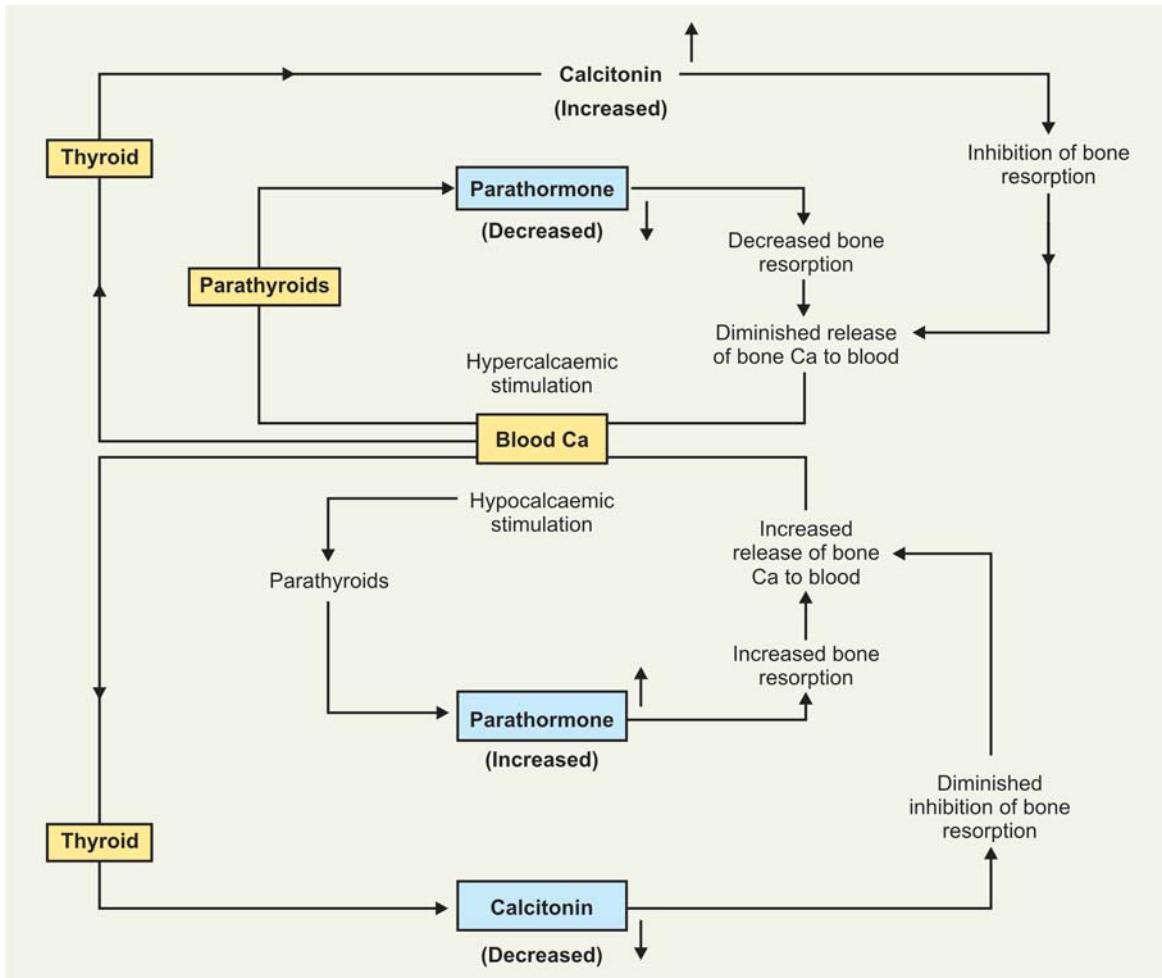 Calcitonin
(Increased)
Thyroid
Inhibition of bone
resorption
Parathormone
(Decreased)
Decreased bone
resorption
Parathyroids
Diminished release
of bone Ca to blood
Hypercalcaemic
stimulation
Blood Ca
Hypocalcaemic
stimulation
Increased
release of bone
Ca to blood
Parathyroids
Increased bone
resorption
Parathormone
(Increased)
Diminished
inhibition of bone
resorption
Thyroid
Calcitonin
(Decreased)